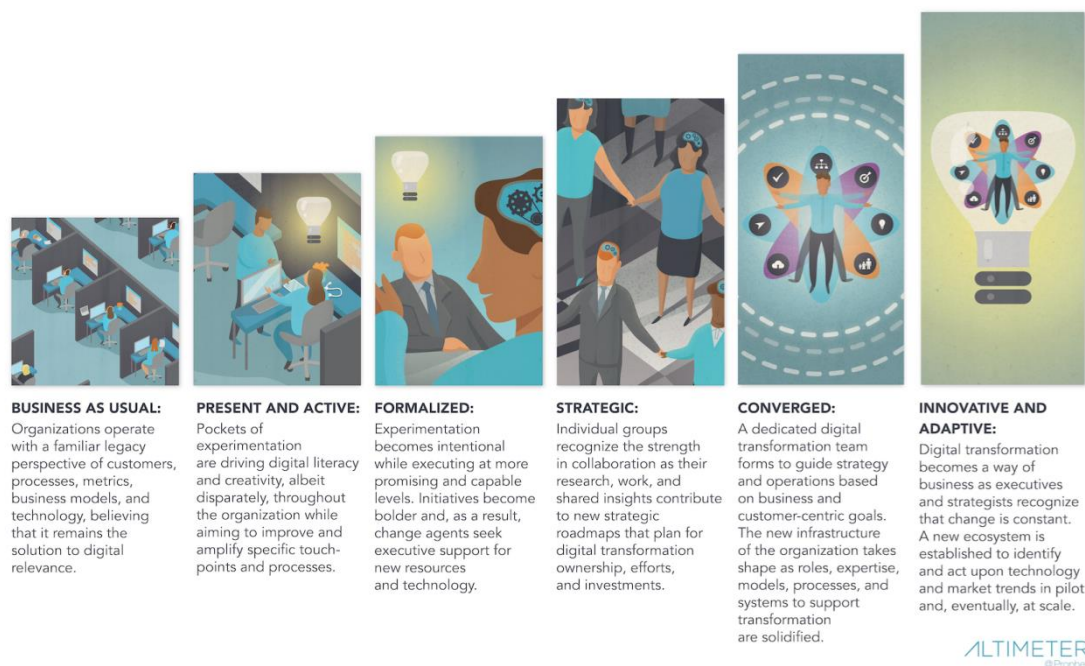 BUSINESS AS USUAL:
Organizations operate
with a familiar legacy
perspective of customers,
processes, metrics,
business models, and
technology, believing
that it remains the
solution to digital
relevance.
PRESENT AND ACTIVE:
Pockets of
experimentation
are driving digital literacy
and creativity, albeit
disparately, throughout
the organization while
aiming to improve and
amplify specific touch-
points and processes.
FORMALIZED:
Experimentation
becomes intentional
while executing at more
promising and capable
levels. Initiatives become
bolder and, as a result,
change agents seek
executive support for
new resources
and technology.
STRATEGIC:
Individual groups
recognize the strength
in collaboration as their
research, work, and
shared insights contribute
to new strategic
roadmaps that plan for
digital transformation
ownership, efforts,
and investments.
CONVERGED:
A dedicated digital
transformation team
forms to guide strategy
and operations based
on business and
customer-centric goals.
The new infrastructure
of the organization takes
shape as roles, expertise,
models, processes, and
systems to support
transformation
are solidified.
INNOVATIVE AND
ADAPTIVE:
Digital transformation
becomes a way of
business as executives
and strategists recognize
that change is constant.
A new ecosystem is
established to identify
and act upon technology
and market trends in pilot
and, eventually, at scale.
ALTIMETER